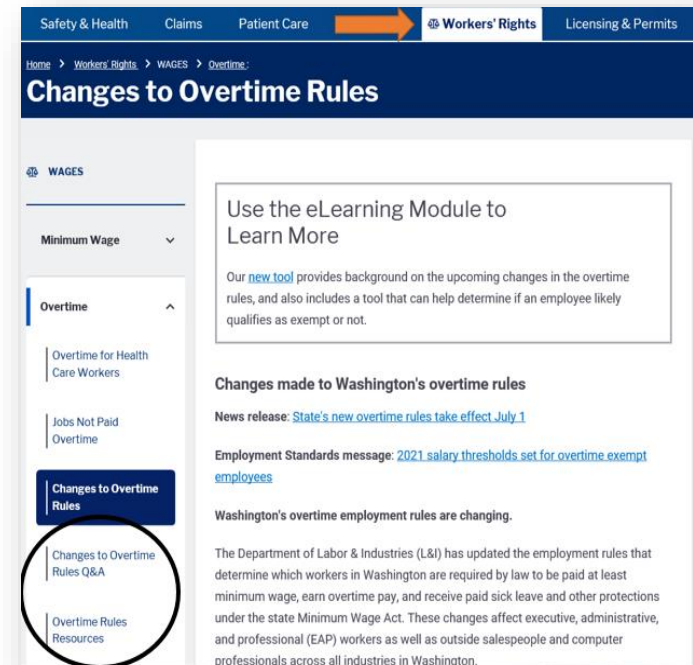 Safety & Health Claims Patient Care Workers' Rights Licensing & Permits
Home > Workers' Rights > WAGES > Overtime :
Changes to Overtime Rules
WAGES
Minimum Wage
Overtime
Overtime for Health
Care Workers
Jobs Not Paid
Overtime
Changes to Overtime
Rules
Changes to Overtime
Rules Q&A
Overtime Rules
Resources
Use the eLearning Module to
Learn More
Our new tool provides background on the upcoming changes in the overtime
rules, and also includes a tool that can help determine if an employee likely
qualifies as exempt or not.
Changes made to Washington's overtime rules
News release: State's new overtime rules take effect July 1
Employment Standards message: 2021 salary thresholds set for overtime exempt
employees
Washington's overtime employment rules are changing.
The Department of Labor & Industries (L&I) has updated the employment rules that
determine which workers in Washington are required by law to be paid at least
minimum wage, earn overtime pay, and receive paid sick leave and other protections
under the state Minimum Wage Act. These changes affect executive, administrative,
and professional (EAP) workers as well as outside salespeople and computer
professionals across all industries in Washington.